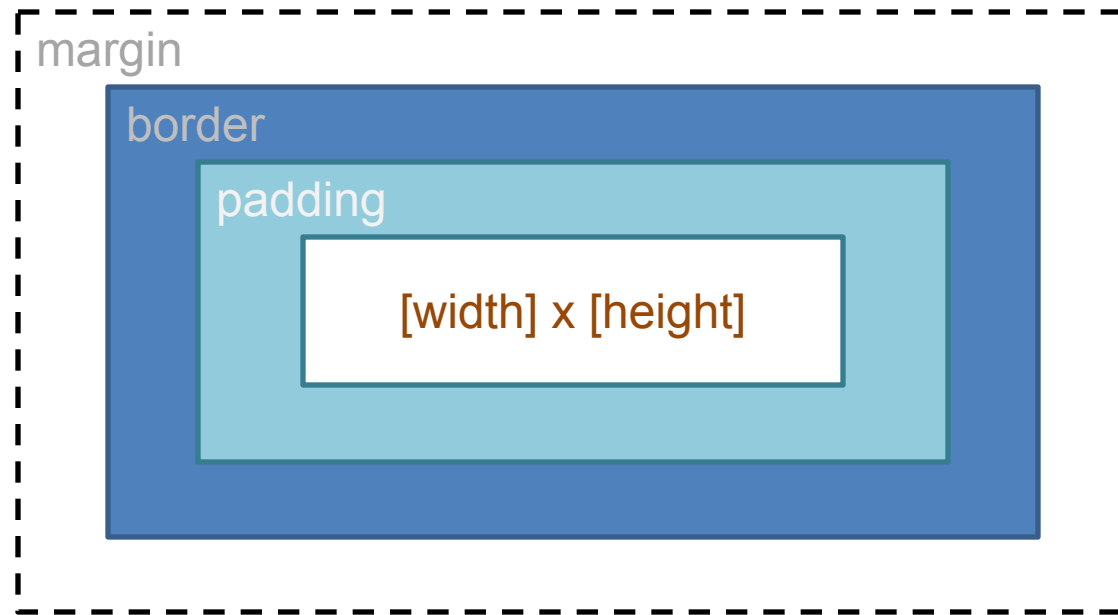 margin
border
padding
[width] x [height]